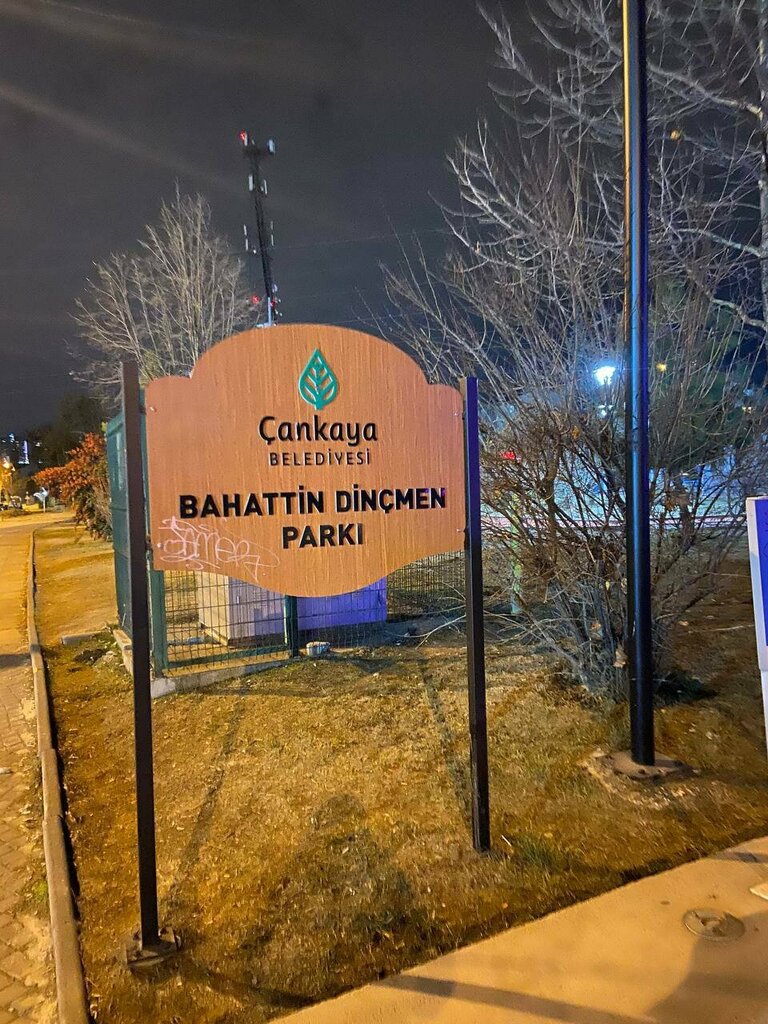 Çankaya
BELEDİYESİ
BAHATTİN DİNÇMEN
PARKI